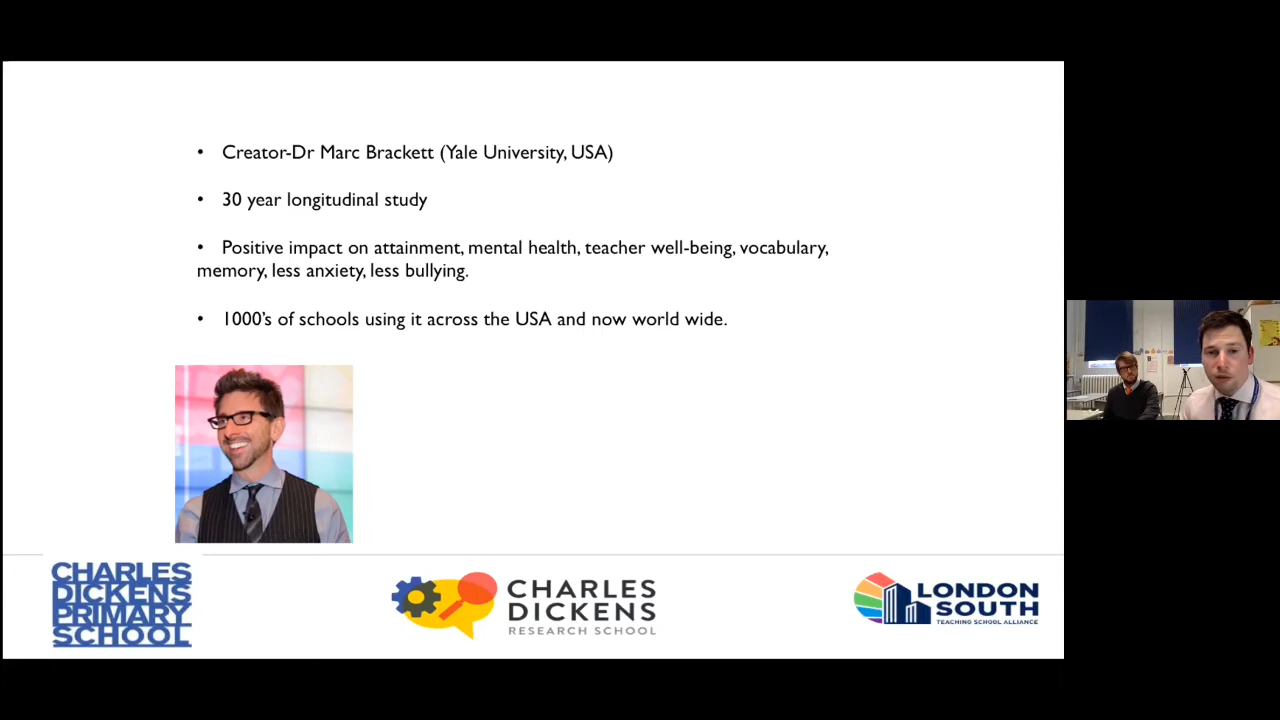 • Creator-Dr Marc Brackett (Yale University, USA)
• 30 year longitudinal study
• Positive impact on attainment, mental health, teacher well-being, vocabulary,
memory, less anxiety, less bullying.
• 1000's of schools using it across the USA and now world wide.
CHARLES
DICKENS
PRIMARY
SCHOOL
CHARLES
DICKENS
RESEARCH SCHOOL
LONDON
SOUTH
TEACHING SCHOOL ALLIANCE